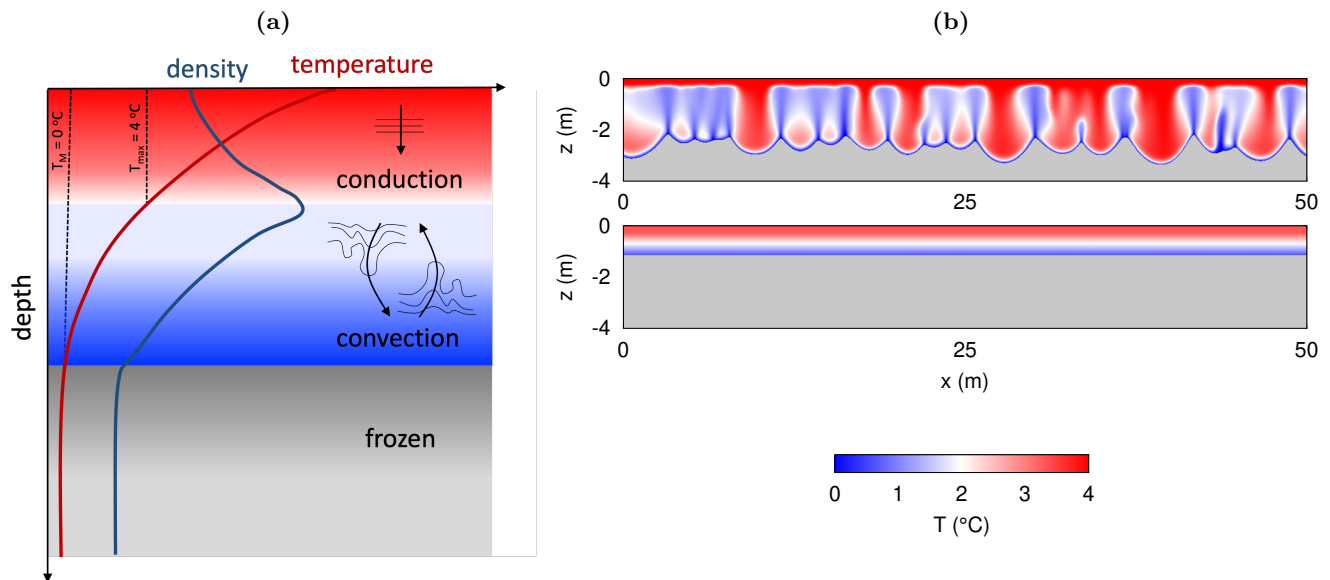 (a)
density temperature
T_M = 0 °C
T_max = 4 °C
conduction
convection
frozen
depth
(b)
0
-2
-4
z (m)
0 25 50
0
-2
-4
z (m)
0 25 50
x (m)
0 1 2 3 4
T (°C)